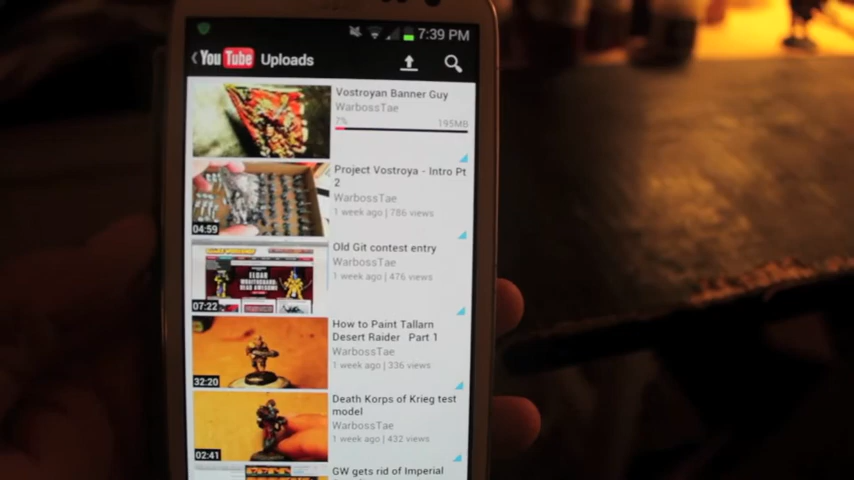 7:39 PM
YouTube Uploads
Vostroyan Banner Guy
WarbossTae
7% 195MB
Project Vostroya - Intro Pt
2
WarbossTae
1 week ago | 786 views
04:59
Old Git contest entry
WarbossTae
1 week ago | 476 views
ELDAR
07:22
How to Paint Tallarn
Desert Raider Part 1
WarbossTae
1 week ago | 336 views
32:20
Death Korps of Krieg test
model
WarbossTae
1 week ago | 432 views
02:41
GW gets rid of Imperial